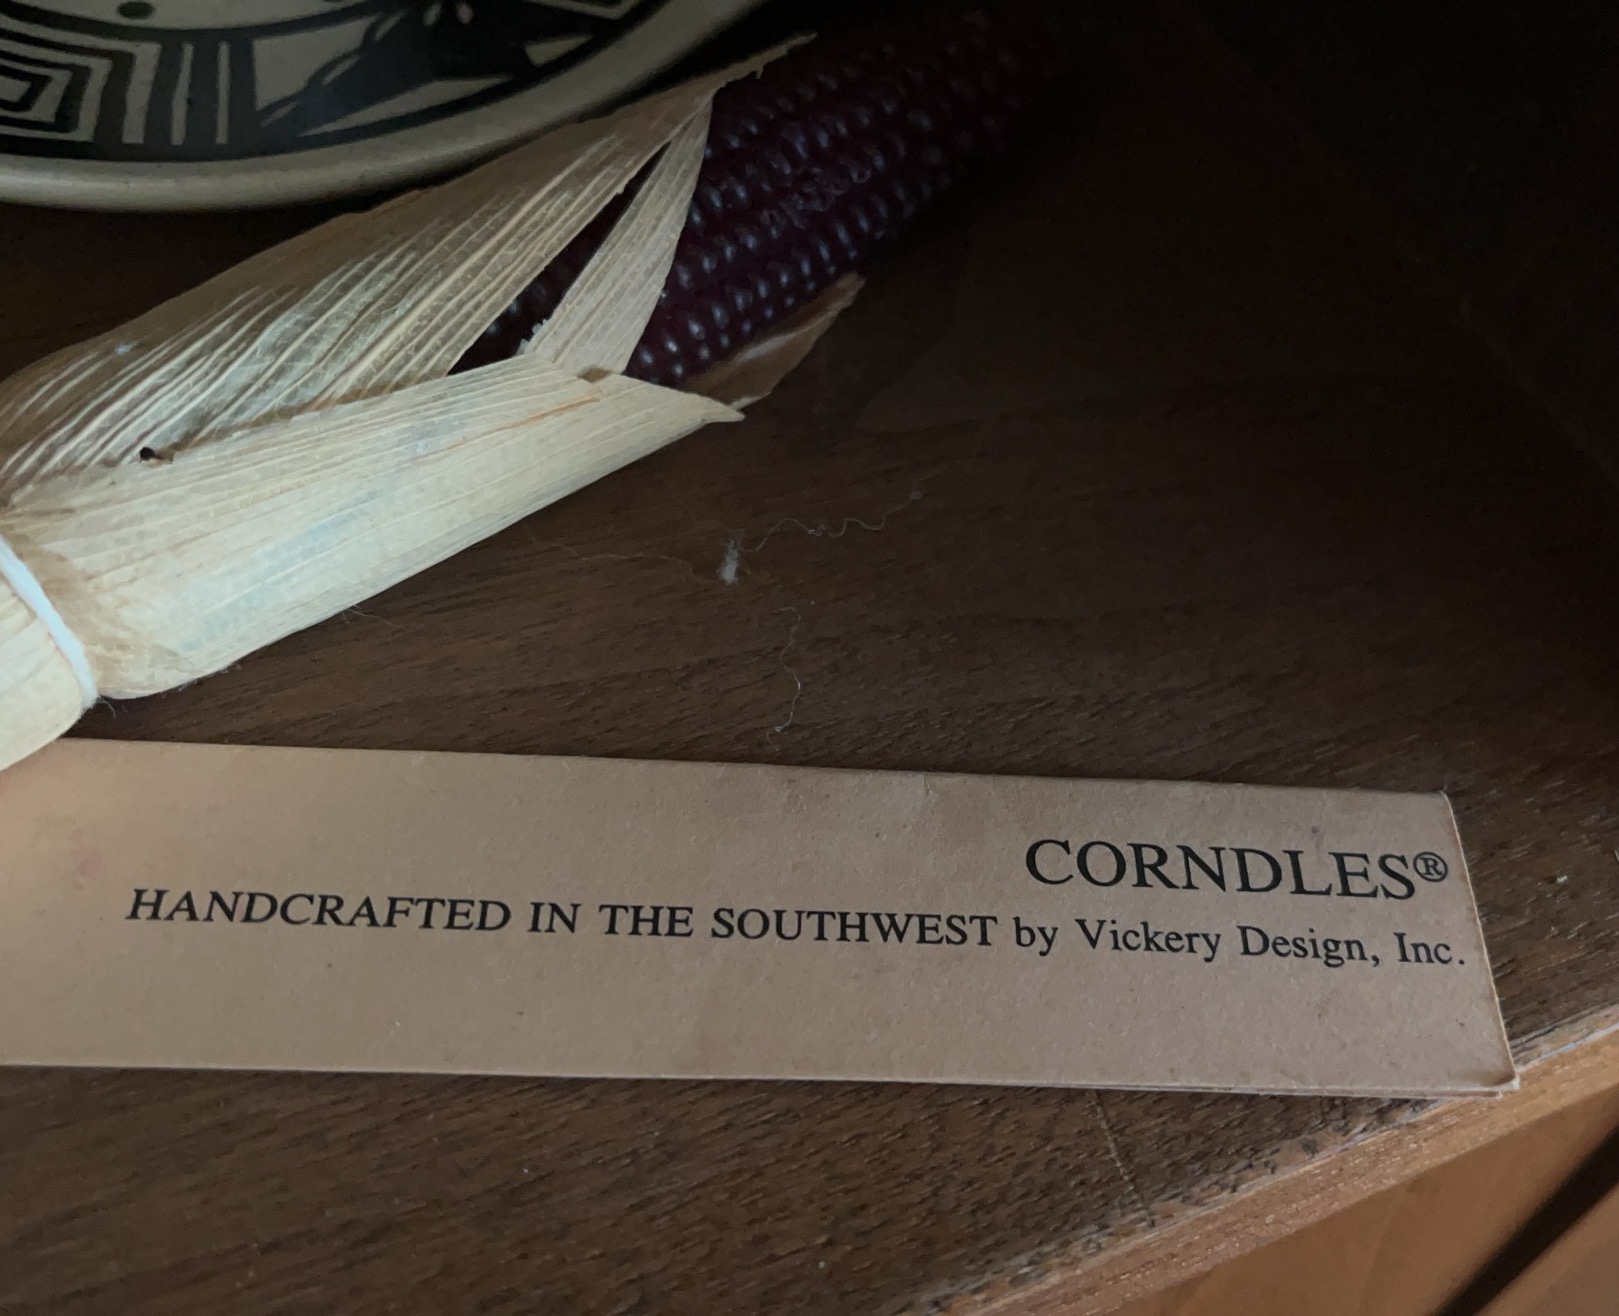 CORNDLES®
HANDCRAFTED IN THE SOUTHWEST by Vickery Design, Inc.